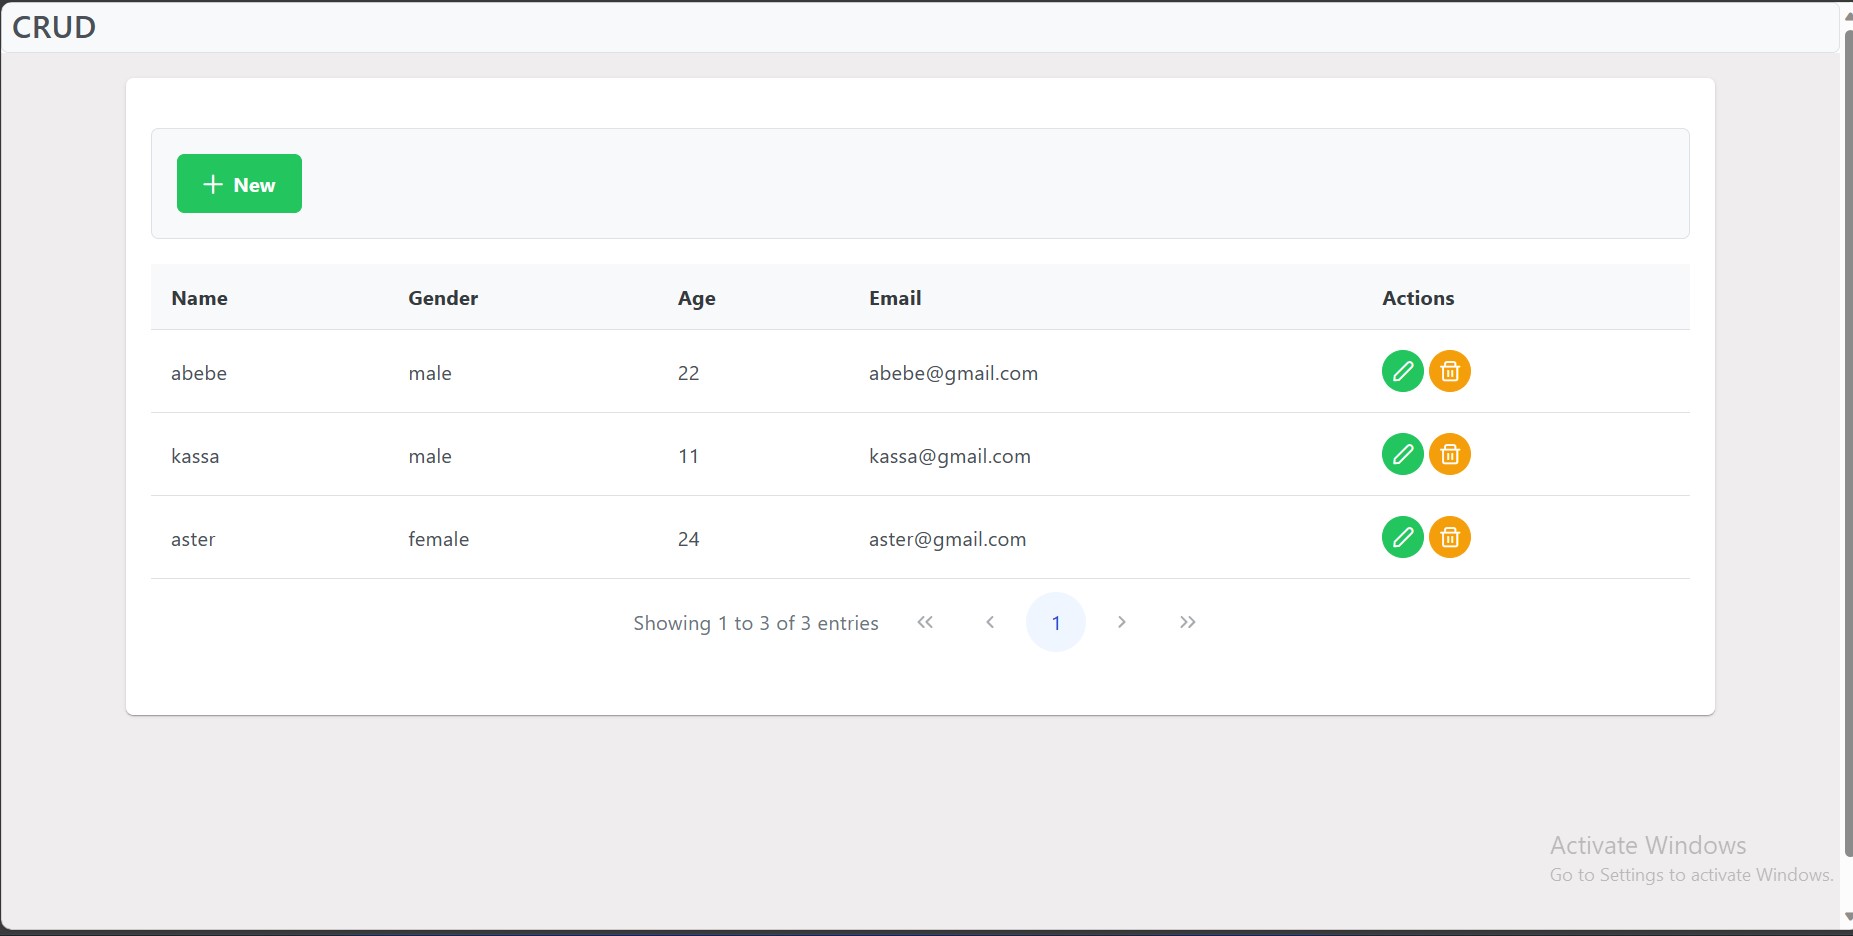 CRUD
New
Name Gender Age Email Actions
abebe male 22 abebe@gmail.com
kassa male 11 kassa@gmail.com
aster female 24 aster@gmail.com
Showing 1 to 3 of 3 entries « ‹ 1 › »
Activate Windows
Go to Settings to activate Windows.